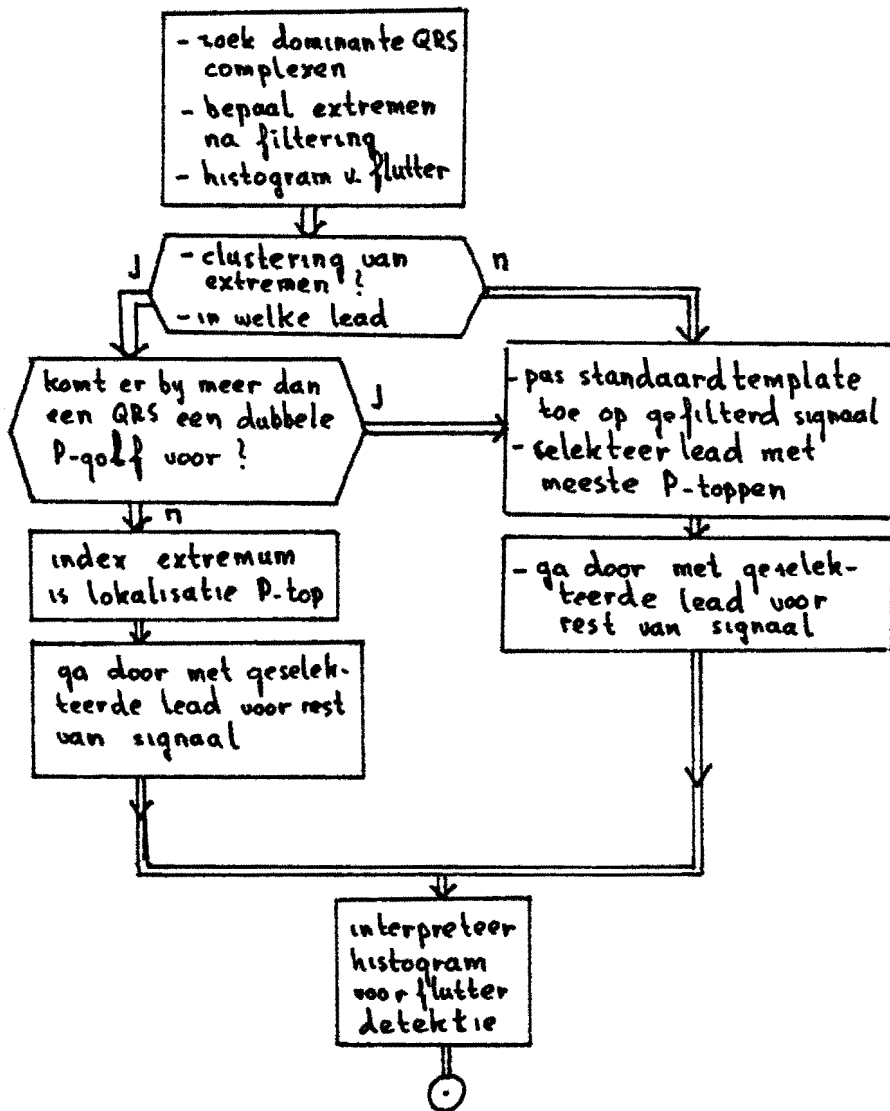 - zoek dominante QRS
complexen
- bepaal extremen
na filtering
- histogram v. flutter
j
- clustering van
extremen ?
- in welke lead
n
komt er by meer dan
een QRS een dubbele
P-golf voor ?
j
n
- pas standaard template
toe op gefilterd signaal
- selekteer lead met
meeste P-toppen
index extremum
is lokalisatie P-top
- ga door met geselek-
teerde lead voor
rest van signaal
ga door met geselek-
teerde lead voor rest
van signaal
interpreteer
histogram
voor flutter
detektie